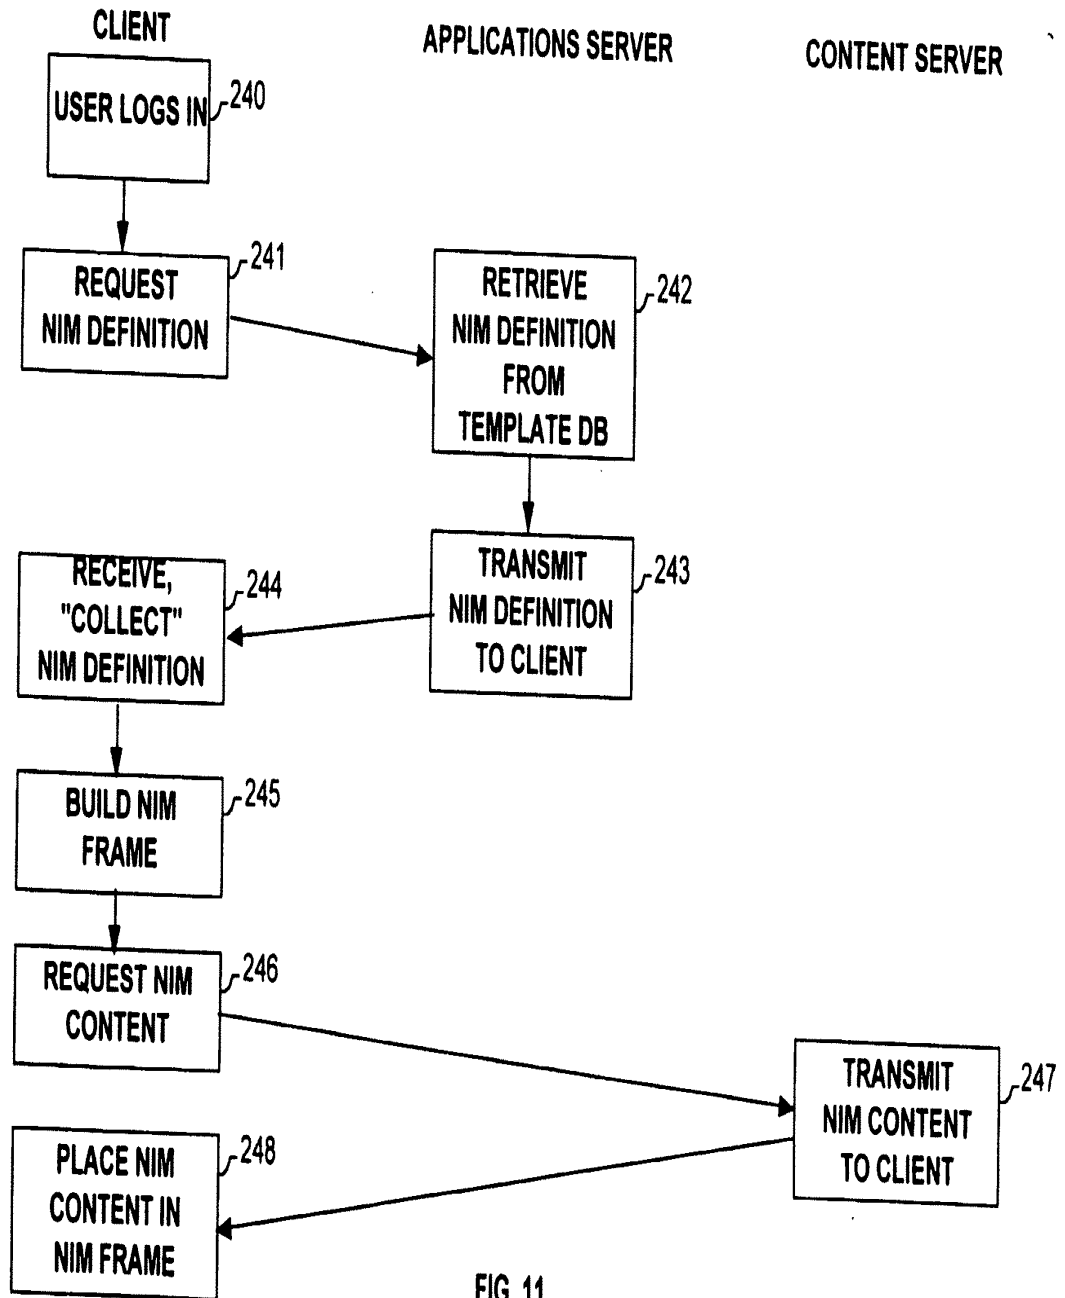 CLIENT
APPLICATIONS SERVER
CONTENT SERVER
USER LOGS IN
240
REQUEST
NIM DEFINITION
241
RETRIEVE
NIM DEFINITION
FROM
TEMPLATE DB
242
TRANSMIT
NIM DEFINITION
TO CLIENT
243
RECEIVE,
"COLLECT"
NIM DEFINITION
244
BUILD NIM
FRAME
245
REQUEST NIM
CONTENT
246
TRANSMIT
NIM CONTENT
TO CLIENT
247
PLACE NIM
CONTENT IN
NIM FRAME
248
FIG. 11